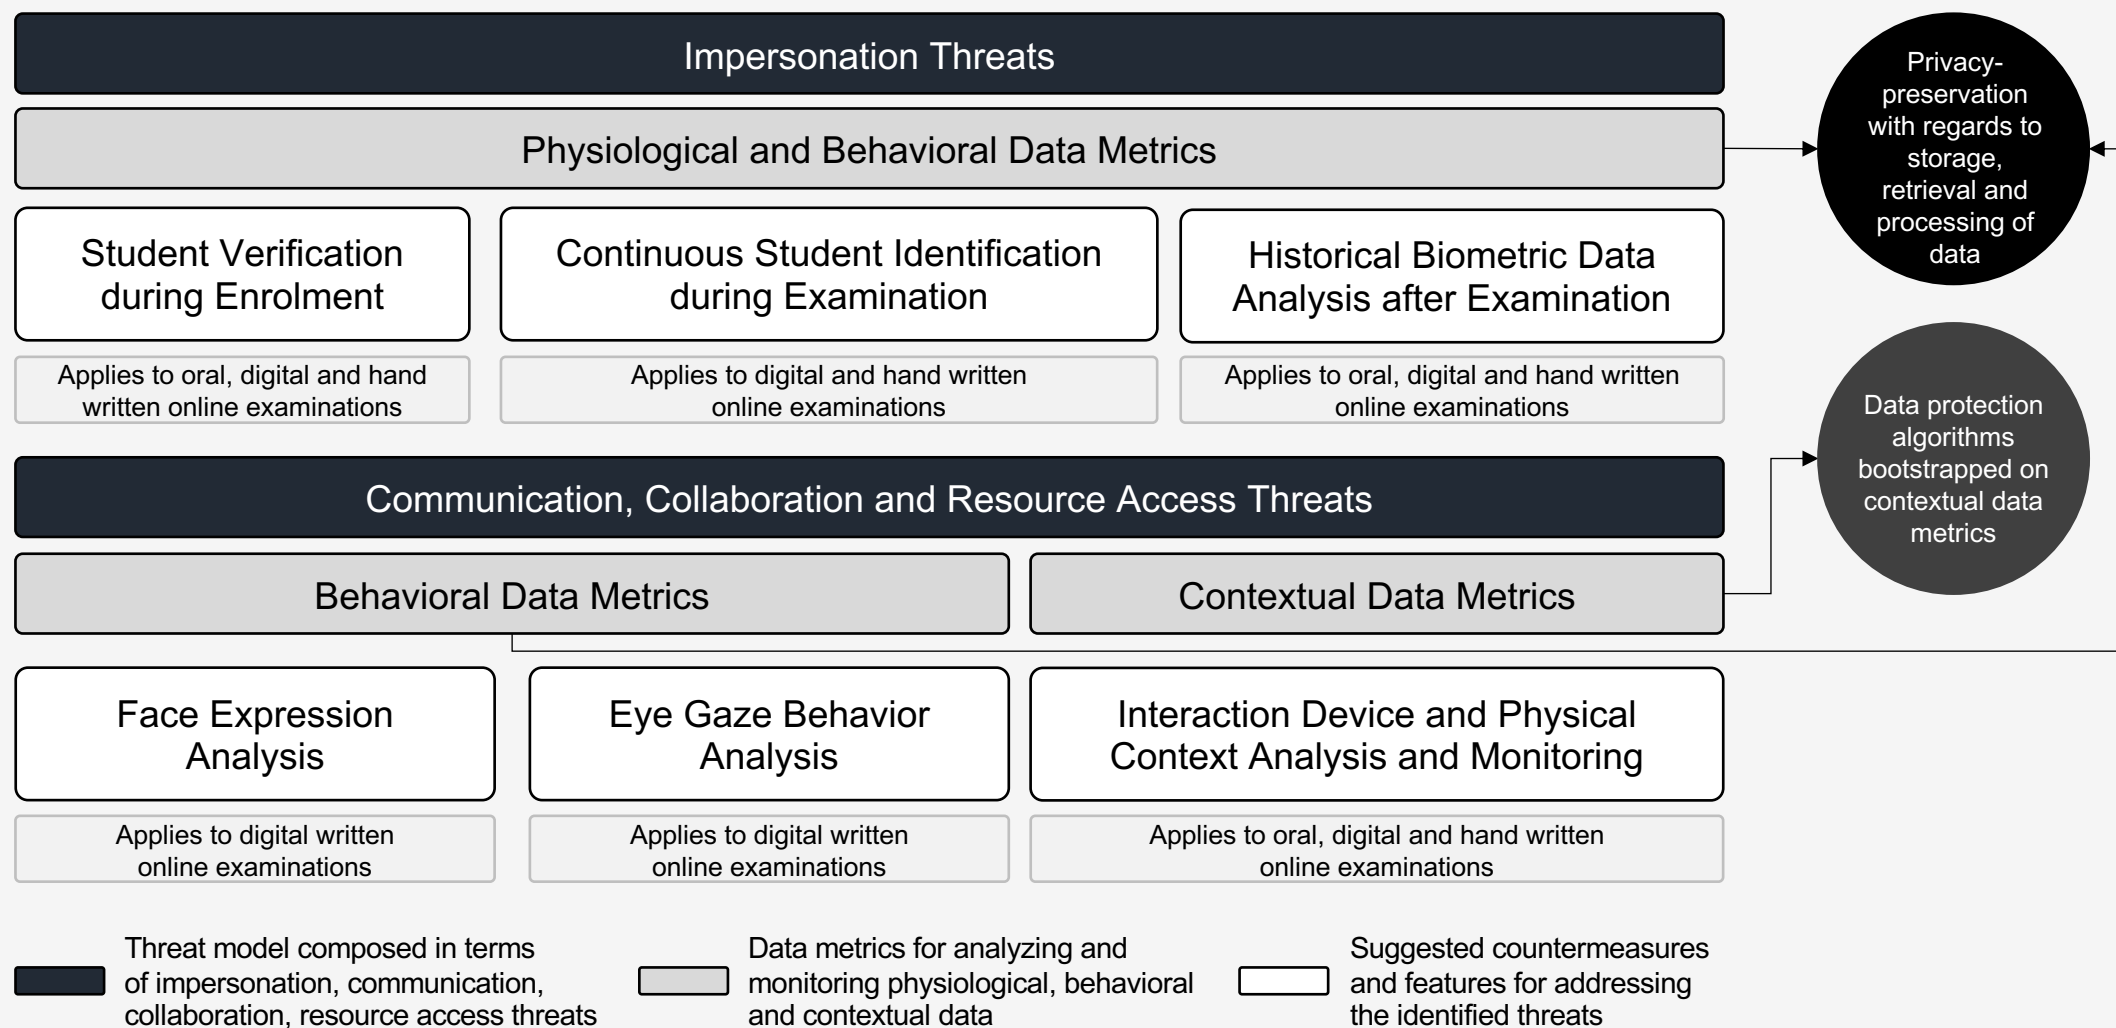 Impersonation Threats
Physiological and Behavioral Data Metrics
Student Verification
during Enrolment
Continuous Student Identification
during Examination
Historical Biometric Data
Analysis after Examination
Applies to oral, digital and hand
written online examinations
Applies to digital and hand written
online examinations
Applies to oral, digital and hand written
online examinations
Privacy-
preservation
with regards to
storage,
retrieval and
processing of
data
Communication, Collaboration and Resource Access Threats
Behavioral Data Metrics
Contextual Data Metrics
Data protection
algorithms
bootstrapped on
contextual data
metrics
Face Expression
Analysis
Eye Gaze Behavior
Analysis
Interaction Device and Physical
Context Analysis and Monitoring
Applies to digital written
online examinations
Applies to digital written
online examinations
Applies to oral, digital and hand written
online examinations
Threat model composed in terms
of impersonation, communication,
collaboration, resource access threats
Data metrics for analyzing and
monitoring physiological, behavioral
and contextual data
Suggested countermeasures
and features for addressing
the identified threats